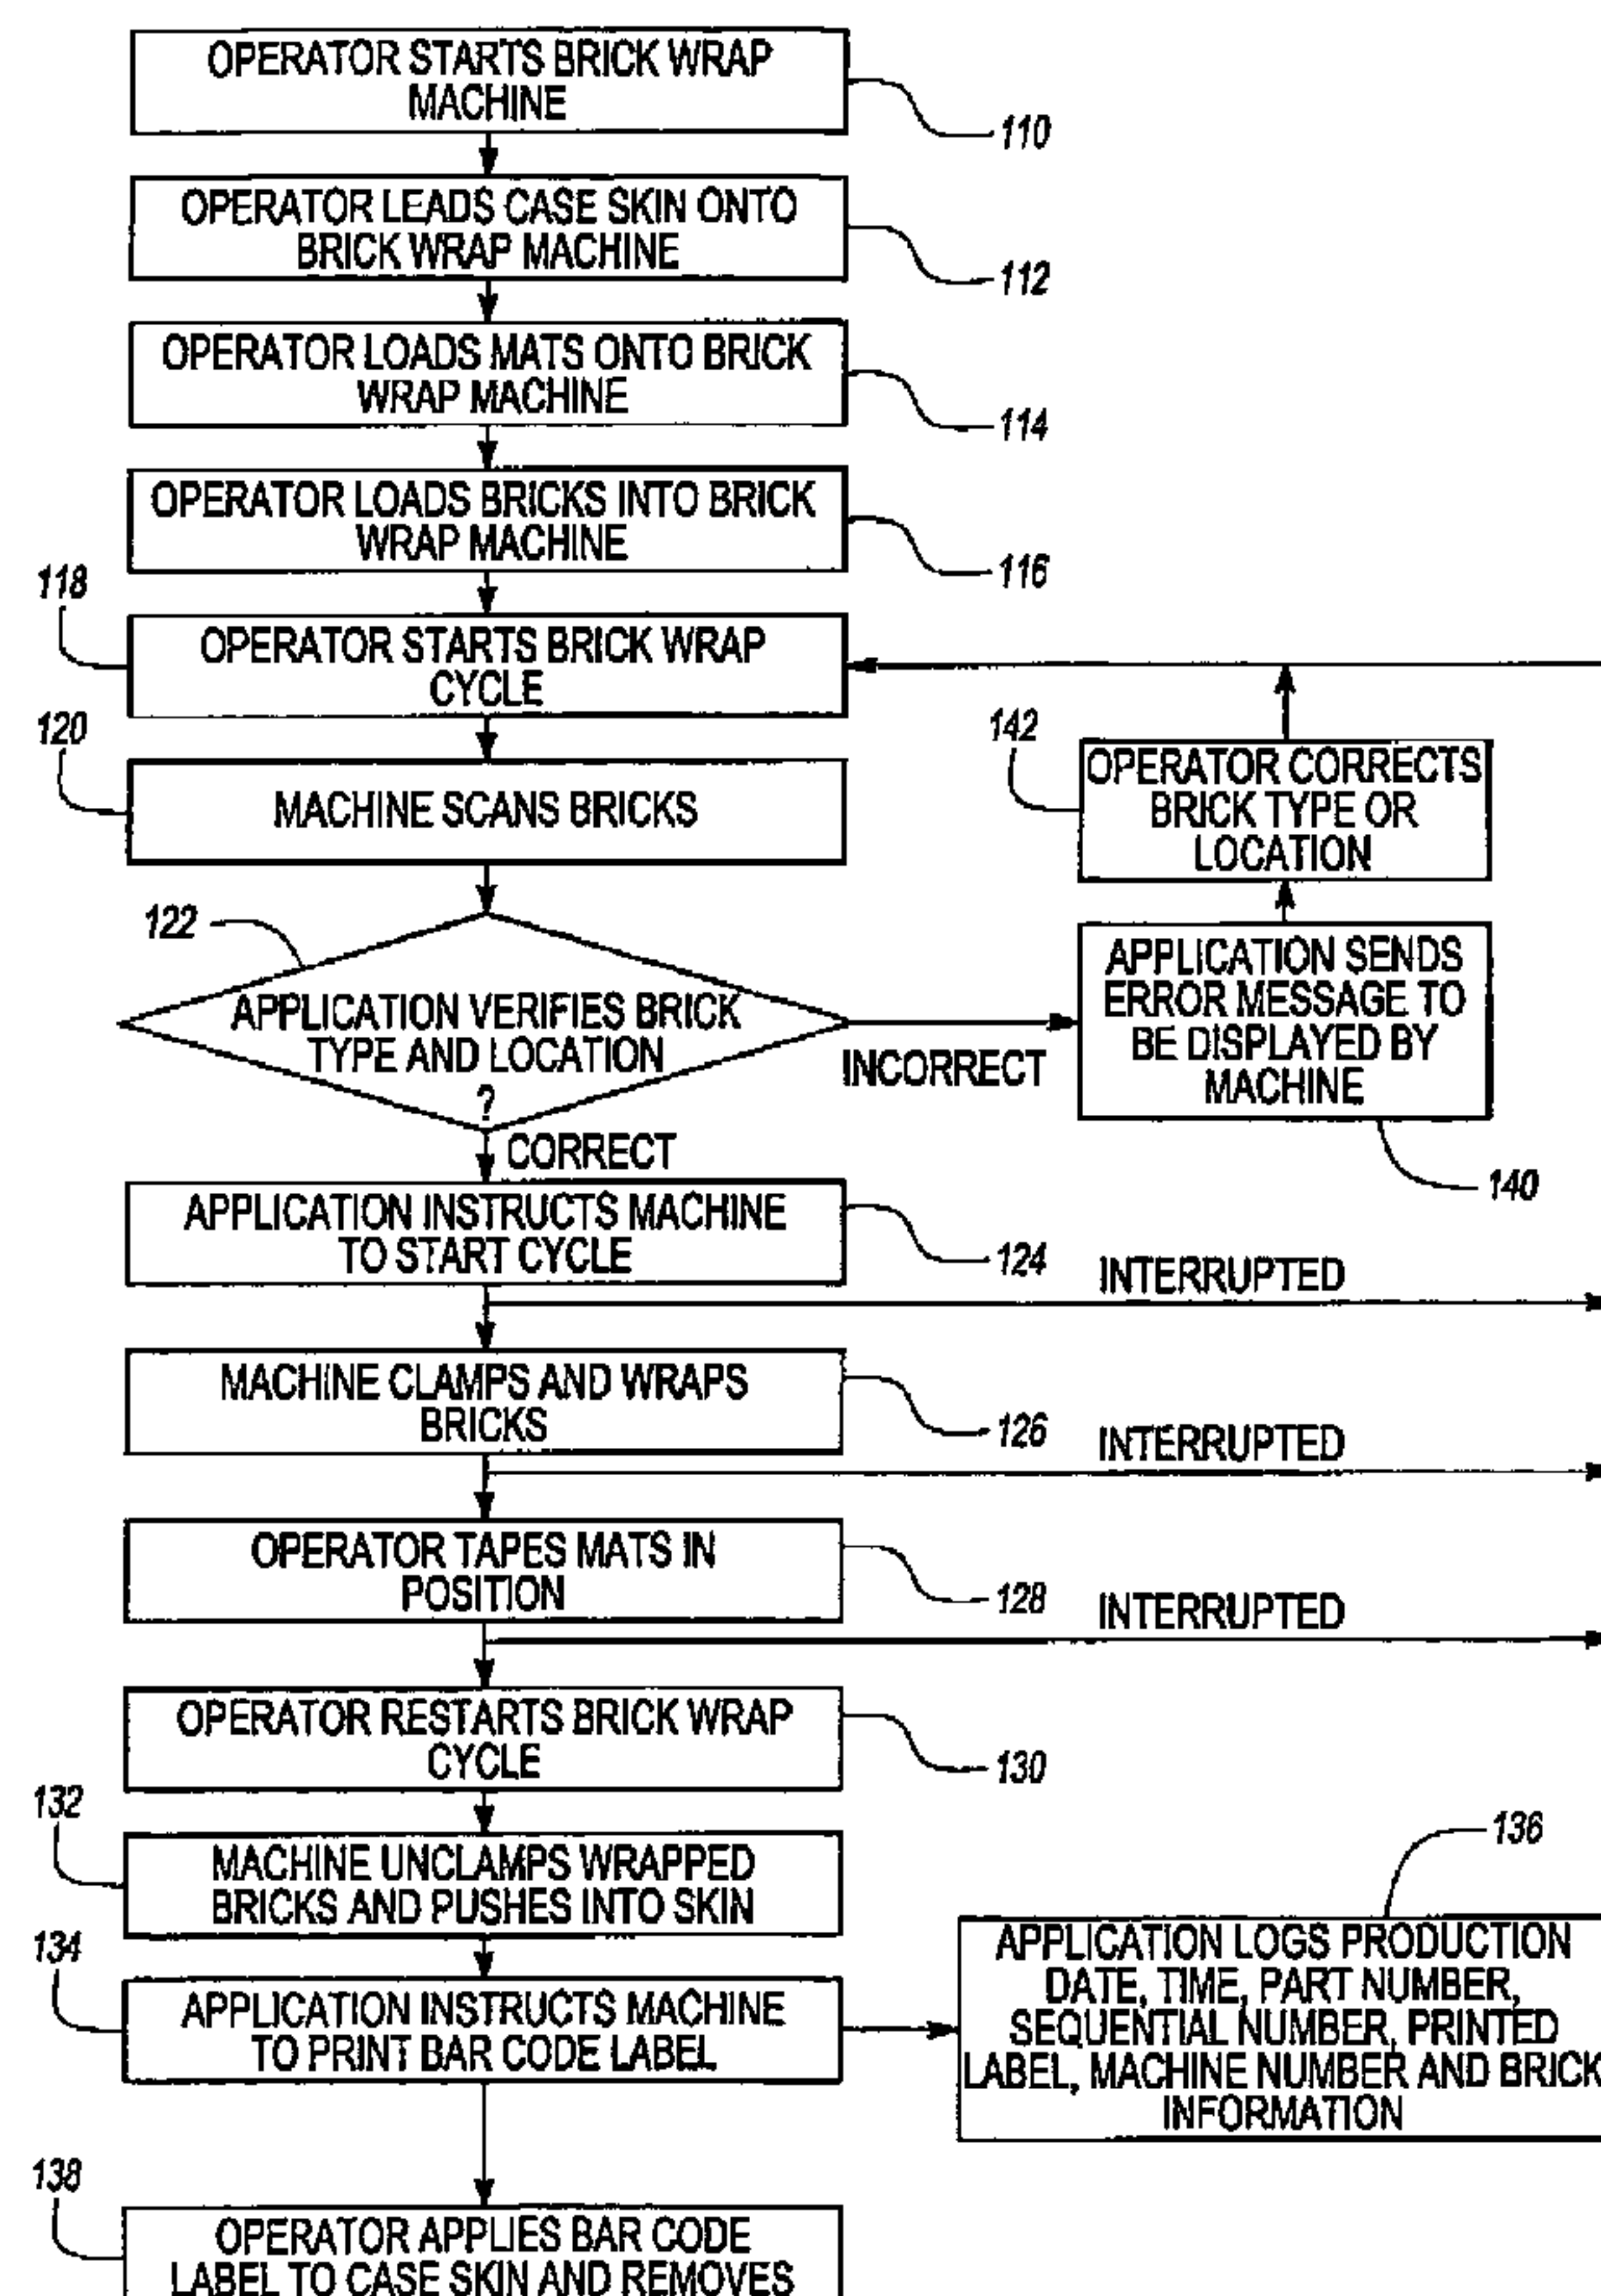 OPERATOR STARTS BRICK WRAP
MACHINE
110
OPERATOR LEADS CASE SKIN ONTO
BRICK WRAP MACHINE
112
OPERATOR LOADS MATS ONTO BRICK
WRAP MACHINE
114
OPERATOR LOADS BRICKS INTO BRICK
WRAP MACHINE
116
118
OPERATOR STARTS BRICK WRAP
CYCLE
120
MACHINE SCANS BRICKS
142
OPERATOR CORRECTS
BRICK TYPE OR
LOCATION
122
APPLICATION VERIFIES BRICK
TYPE AND LOCATION
?
INCORRECT
APPLICATION SENDS
ERROR MESSAGE TO
BE DISPLAYED BY
MACHINE
140
CORRECT
APPLICATION INSTRUCTS MACHINE
TO START CYCLE
124
INTERRUPTED
MACHINE CLAMPS AND WRAPS
BRICKS
126
INTERRUPTED
OPERATOR TAPES MATS IN
POSITION
128
INTERRUPTED
OPERATOR RESTARTS BRICK WRAP
CYCLE
130
132
MACHINE UNCLAMPS WRAPPED
BRICKS AND PUSHES INTO SKIN
134
APPLICATION INSTRUCTS MACHINE
TO PRINT BAR CODE LABEL
136
APPLICATION LOGS PRODUCTION
DATE, TIME, PART NUMBER,
SEQUENTIAL NUMBER, PRINTED
LABEL, MACHINE NUMBER AND BRICK
INFORMATION
138
OPERATOR APPLIES BAR CODE
LABEL TO CASE SKIN AND REMOVES